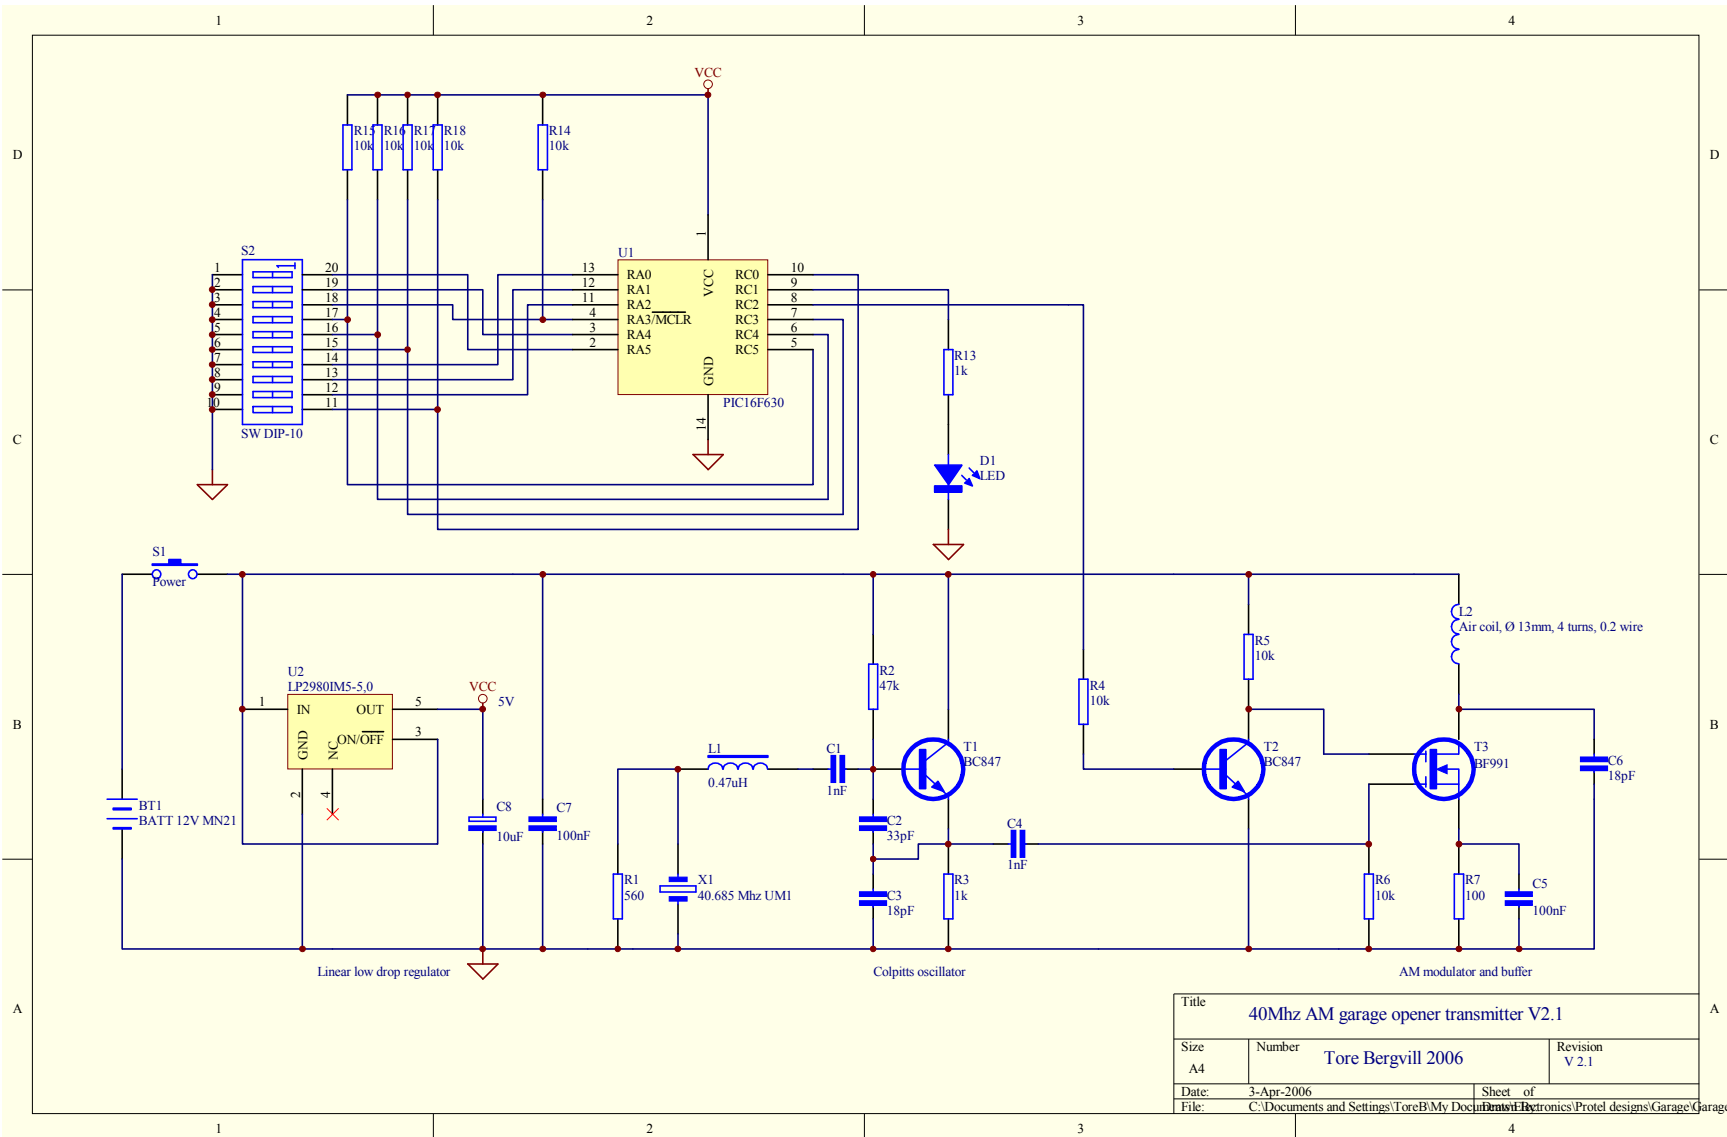 1 2 3 4
D D
C C
B B
A A
VCC
R15 R16 R17 R18 R14
10k 10k 10k 10k 10k
S2
1 20
2 19
3 18
4 17
5 16
6 15
7 14
8 13
9 12
10 11
1
SW DIP-10
U1
1
13 RA0 VCC RC0 10
12 RA1 RC1 9
11 RA2 RC2 8
4 RA3/MCLR RC3 7
3 RA4 RC4 6
2 RA5 RC5 5
GND
14
PIC16F630
R13
1k
D1
LED
S1
Power
BT1
BATT 12V MN21
U2
LP2980IM5-5,0
1 IN OUT 5
ON/OFF 3
GND NC
2 4
VCC
5V
C8
10uF
C7
100nF
R1
560
X1
40.685 Mhz UM1
L1
0.47uH
C1
1nF
R2
47k
T1
BC847
C2
33pF
C3
18pF
R3
1k
C4
1nF
R4
10k
R5
10k
T2
BC847
L2
Air coil, Ø 13mm, 4 turns, 0.2 wire
T3
BF991
C6
18pF
R6
10k
R7
100
C5
100nF
Linear low drop regulator
Colpitts oscillator
AM modulator and buffer
Title
40Mhz AM garage opener transmitter V2.1
Size
A4
Number
Tore Bergvill 2006
Revision
V 2.1
Date: 3-Apr-2006 Sheet of
File: C:\Documents and Settings\ToreB\My Documents\Electronics\Protel designs\Garage\Garage
1 2 3 4